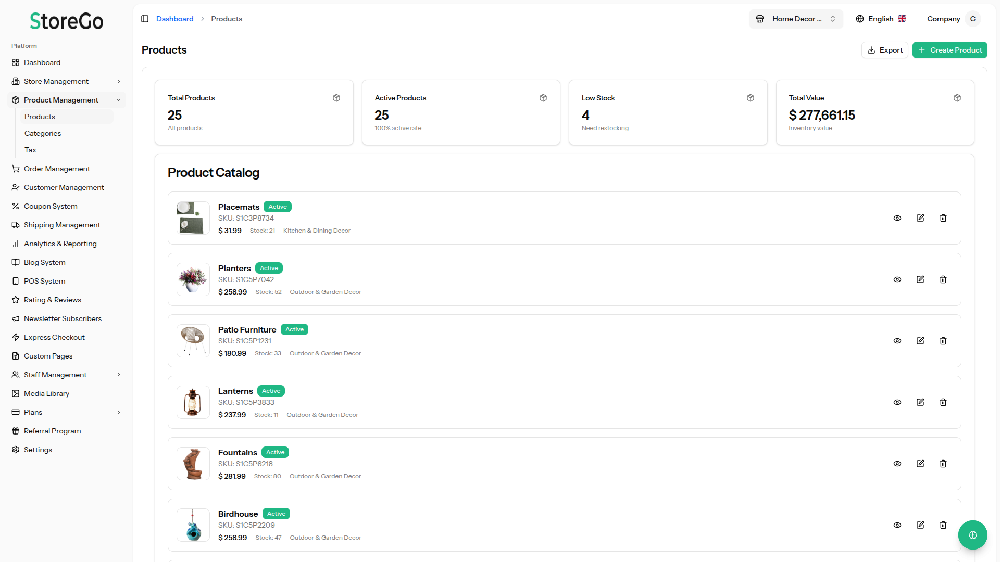 StoreGo
Platform
Dashboard
Store Management
Product Management
Products
Categories
Tax
Order Management
Customer Management
Coupon System
Shipping Management
Analytics & Reporting
Blog System
POS System
Rating & Reviews
Newsletter Subscribers
Express Checkout
Custom Pages
Staff Management
Media Library
Plans
Referral Program
Settings
Dashboard > Products
Home Decor ...
English
Company C
Products
Export
Create Product
Total Products
25
All products
Active Products
25
100% active rate
Low Stock
4
Need restocking
Total Value
$ 277,661.15
Inventory value
Product Catalog
Placemats Active
SKU: S1C3P8734
$ 31.99 Stock: 21 Kitchen & Dining Decor
Planters Active
SKU: S1C5P7042
$ 258.99 Stock: 52 Outdoor & Garden Decor
Patio Furniture Active
SKU: S1C5P1231
$ 180.99 Stock: 33 Outdoor & Garden Decor
Lanterns Active
SKU: S1C5P3833
$ 237.99 Stock: 11 Outdoor & Garden Decor
Fountains Active
SKU: S1C5P6218
$ 281.99 Stock: 80 Outdoor & Garden Decor
Birdhouse Active
SKU: S1C5P2209
$ 258.99 Stock: 47 Outdoor & Garden Decor